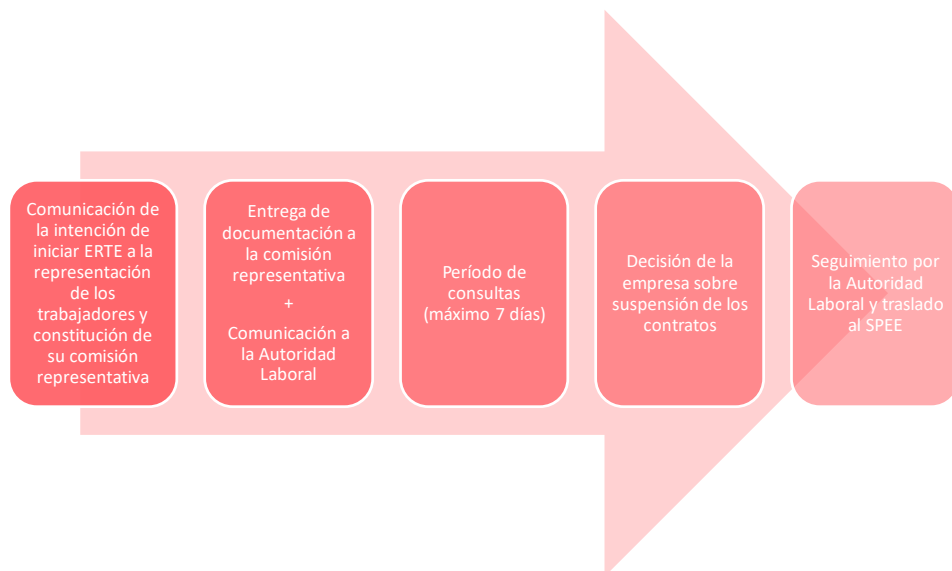 Comunicación de
la intención de
iniciar ERTE a la
representación
de los
trabajadores y
constitución de
su comisión
representativa
Entrega de
documentación a
la comisión
representativa
+
Comunicación a
la Autoridad
Laboral
Período de
consultas
(máximo 7 días)
Decisión de la
empresa sobre
suspensión de los
contratos
Seguimiento por
la Autoridad
Laboral y traslado
al SPEE